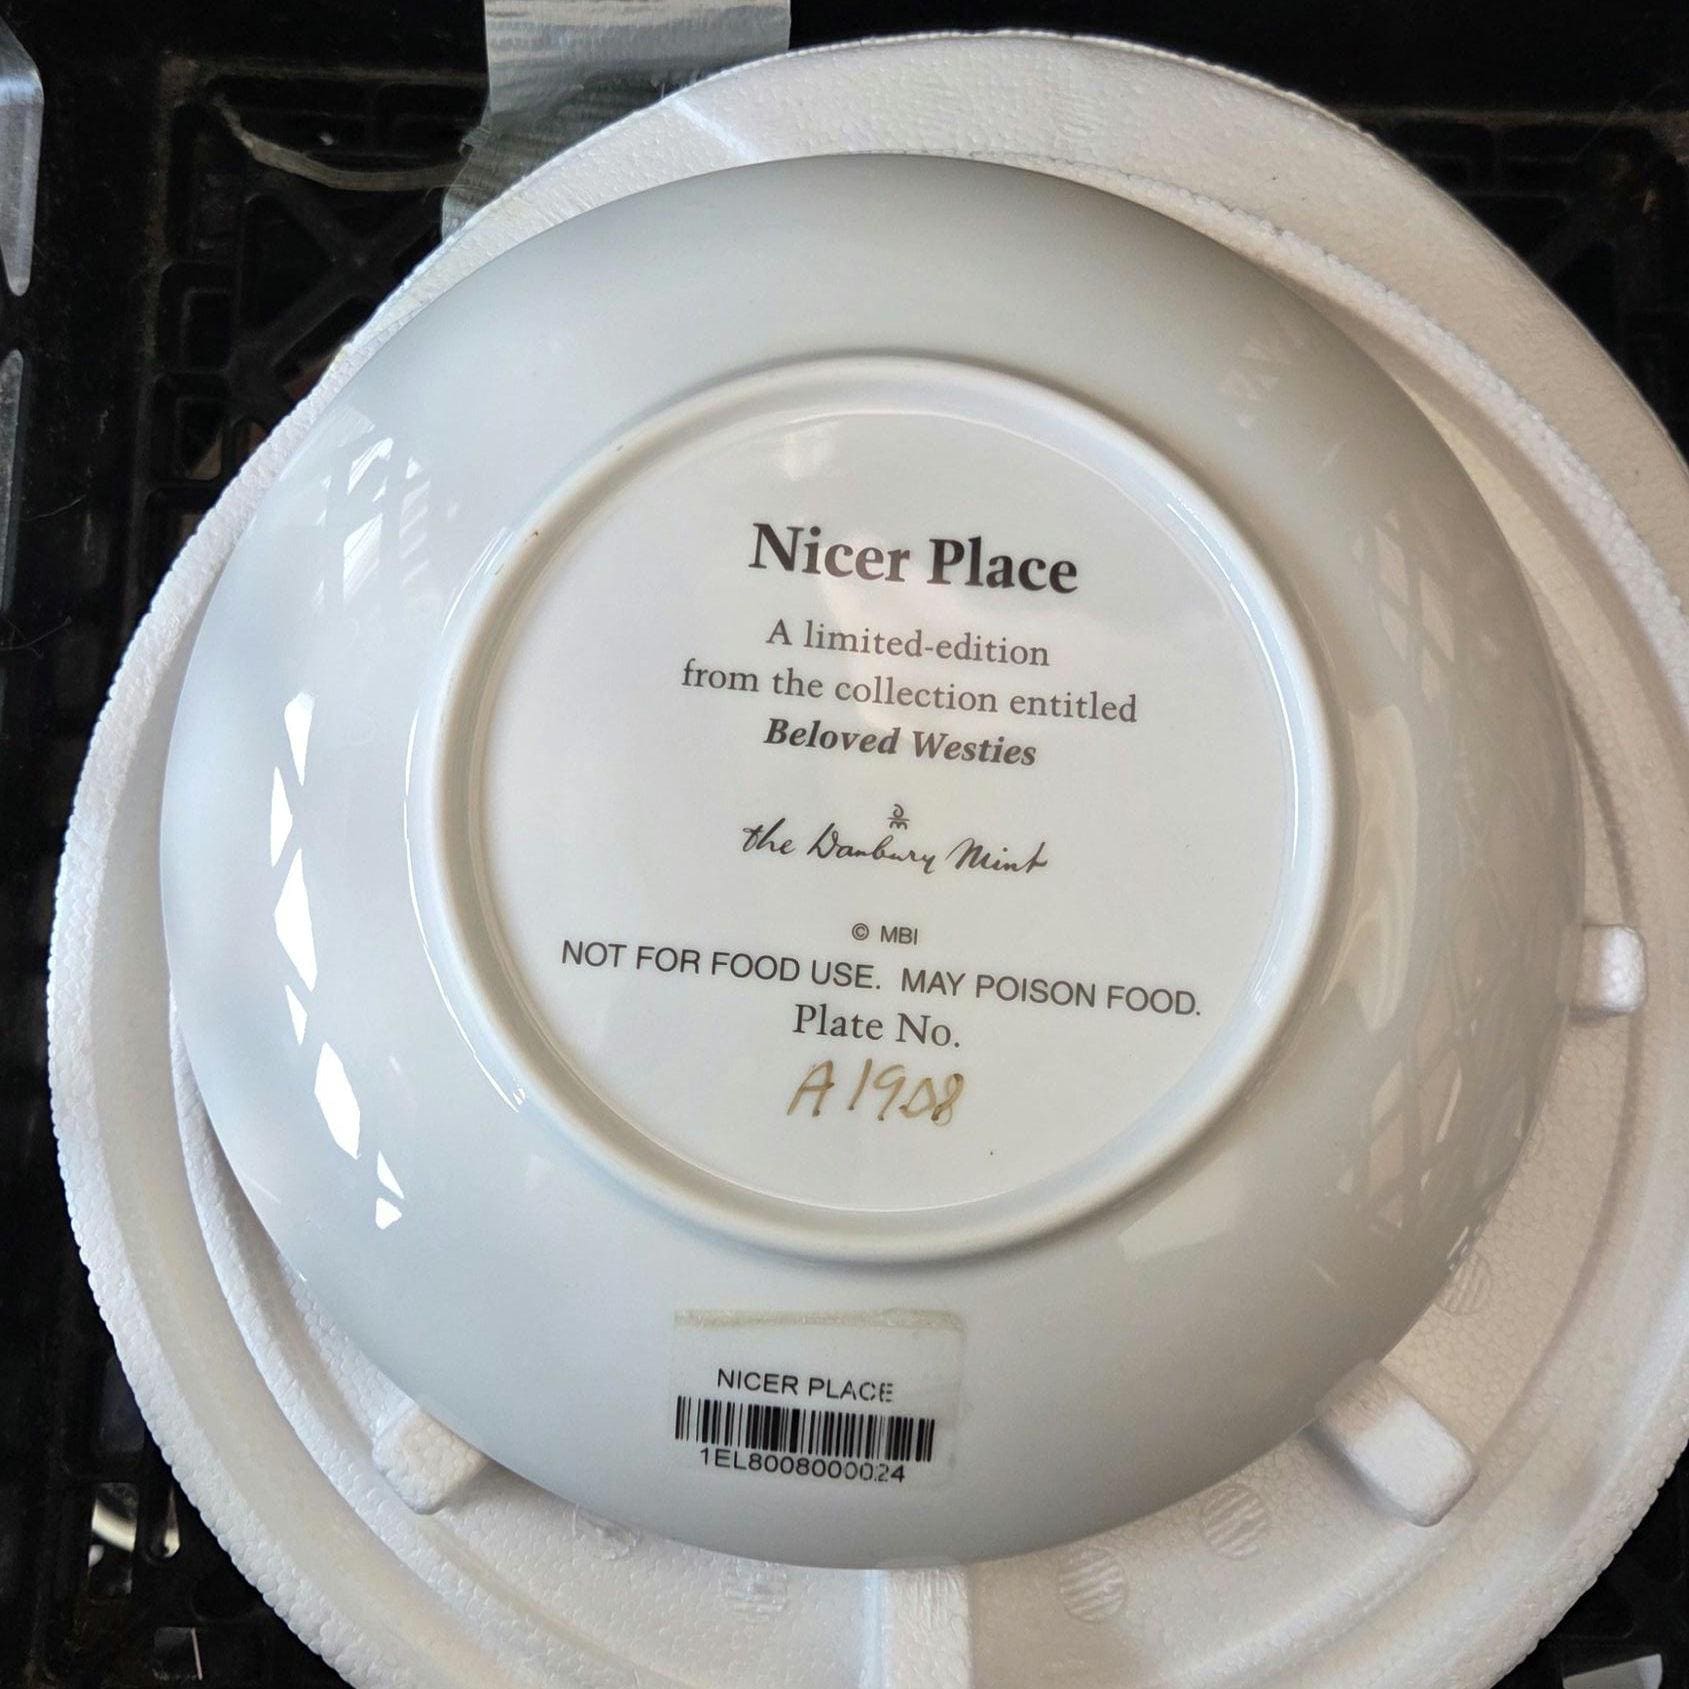 Nicer Place
A limited-edition
from the collection entitled
Beloved Westies
the Danbury Mint
© MBI
NOT FOR FOOD USE. MAY POISON FOOD.
Plate No.
A1908
NICER PLACE
1EL8008000024